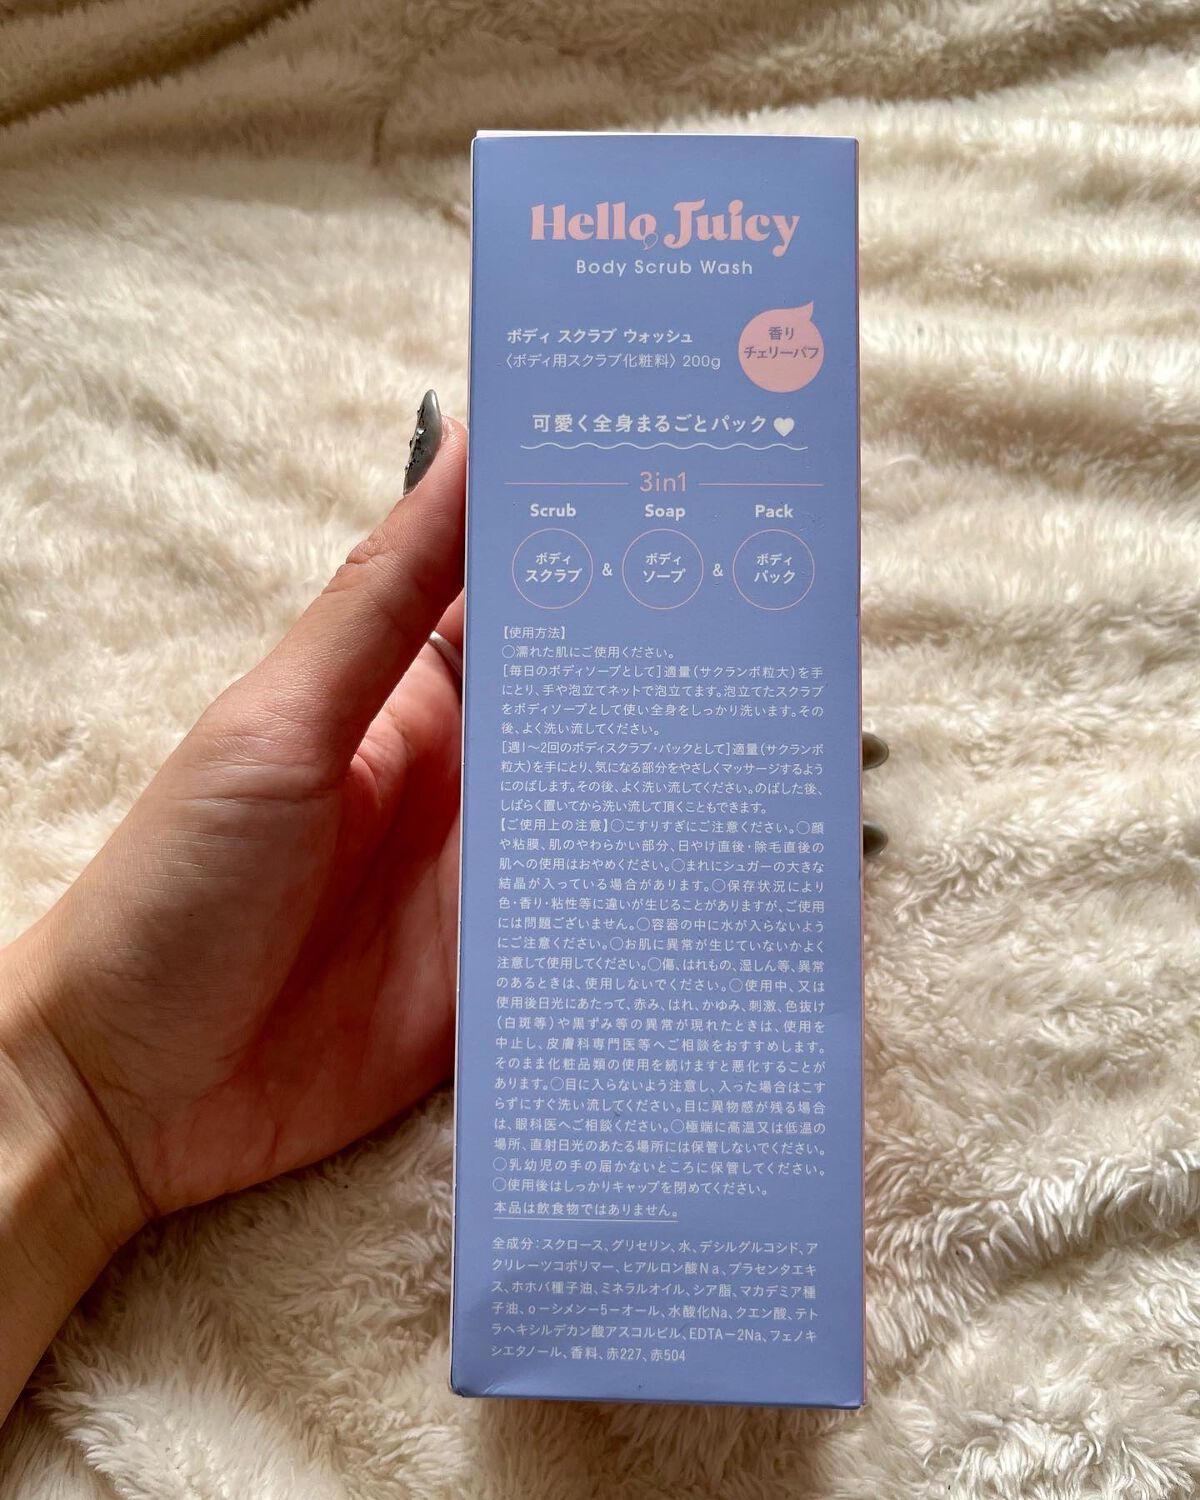 Hello Juicy
Body Scrub Wash
ボディ スクラブ ウォッシュ
〈ボディ用スクラブ化粧料〉 200g
香り
チェリーパフ
可愛く全身まるごとパック♥
3in1
Scrub Soap Pack
ボディ
スクラブ
&
ボディ
ソープ
&
ボディ
パック
【使用方法】
○濡れた肌にご使用ください。
[毎日のボディソープとして]適量(サクランボ粒大)を手
にとり、手や泡立てネットで泡立てます。泡立てたスクラブ
をボディソープとして使い全身をしっかり洗います。その
後、よく洗い流してください。
[週1〜2回のボディスクラブ・パックとして]適量(サクランボ
粒大)を手にとり、気になる部分をやさしくマッサージするよう
にのばします。その後、よく洗い流してください。のばした後、
しばらく置いてから洗い流して頂くこともできます。
【ご使用上の注意】○こすりすぎにご注意ください。○顔
や粘膜、肌のやわらかい部分、日やけ直後・除毛直後の
肌への使用はおやめください。○まれにシュガーの大きな
結晶が入っている場合があります。○保存状況により
色・香り・粘性等に違いが生じることがありますが、ご使用
には問題ございません。○容器の中に水が入らないよう
にご注意ください。○お肌に異常が生じていないかよく
注意して使用してください。○傷、はれもの、湿しん等、異常
のあるときは、使用しないでください。○使用中、又は
使用後日光にあたって、赤み、はれ、かゆみ、刺激、色抜け
(白斑等)や黒ずみ等の異常が現れたときは、使用を
中止し、皮膚科専門医等へご相談をおすすめします。
そのまま化粧品類の使用を続けますと悪化することが
あります。○目に入らないよう注意し、入った場合はこす
らずにすぐ洗い流してください。目に異物感が残る場合
は、眼科医へご相談ください。○極端に高温又は低温の
場所、直射日光のあたる場所には保管しないでください。
○乳幼児の手の届かないところに保管してください。
○使用後はしっかりキャップを閉めてください。
本品は飲食物ではありません。
全成分:スクロース、グリセリン、水、デシルグルコシド、ア
クリレーツコポリマー、ヒアルロン酸Na、プラセンタエキ
ス、ホホバ種子油、ミネラルオイル、シア脂、マカデミア種
子油、o－シメン－5－オール、水酸化Na、クエン酸、テト
ラヘキシルデカン酸アスコルビル、EDTA－2Na、フェノキ
シエタノール、香料、赤227、赤504